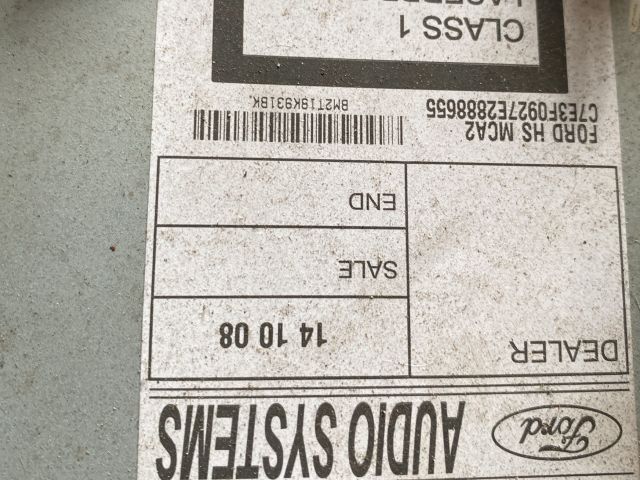 Ford AUDIO SYSTEMS
DEALER
14 10 08
SALE
END
FORD HS MCA2
C7E3F0927E2888655
BM2T18K931BK
CLASS 1